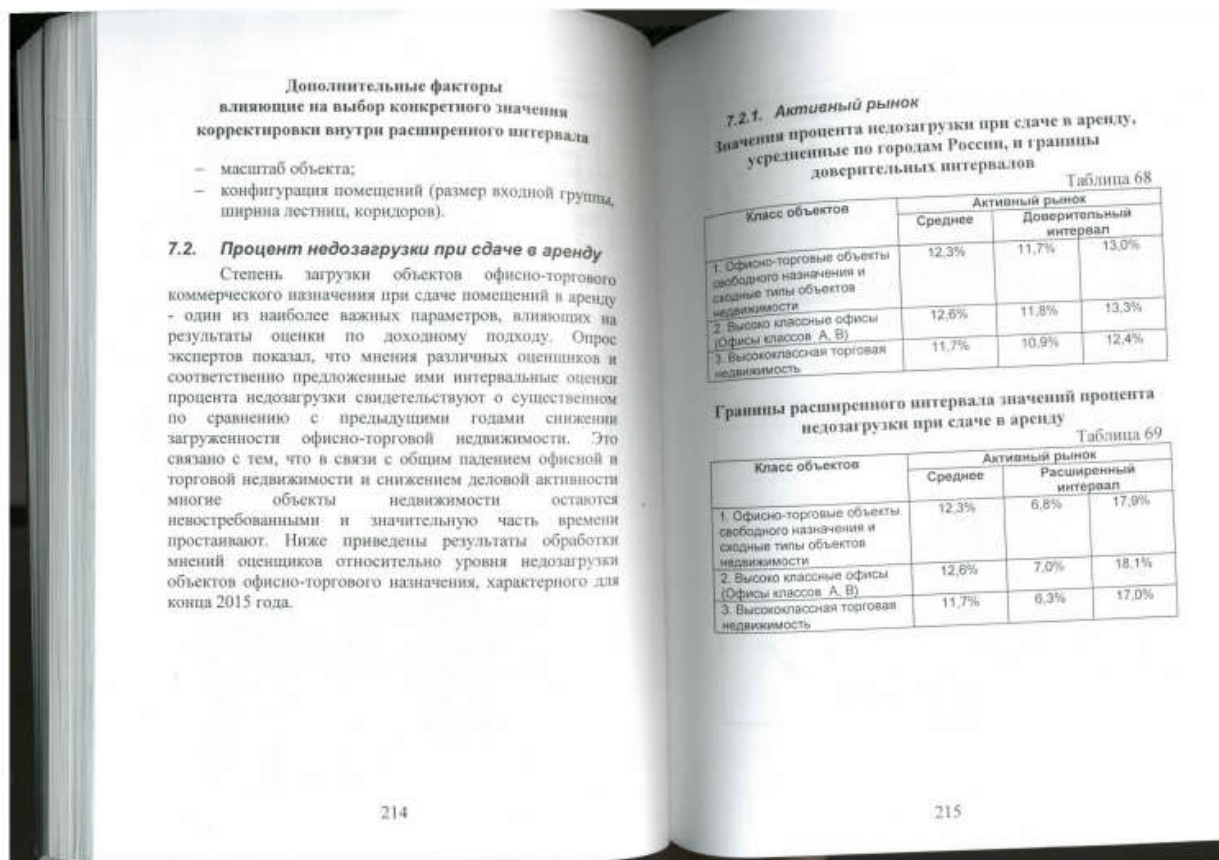 Дополнительные факторы
влияющие на выбор конкретного значения
корректировки внутри расширенного интервала
– масштаб объекта;
– конфигурация помещений (размер входной группы,
ширина лестниц, коридоров).
7.2. Процент недозагрузки при сдаче в аренду
Степень загрузки объектов офисно-торгового
коммерческого назначения при сдаче помещений в аренду
- один из наиболее важных параметров, влияющих на
результаты оценки по доходному подходу. Опрос
экспертов показал, что мнения различных оценщиков и
соответственно предложенные ими интервальные оценки
процента недозагрузки свидетельствуют о существенном
по сравнению с предыдущими годами снижении
загруженности офисно-торговой недвижимости. Это
связано с тем, что в связи с общим падением офисной и
торговой недвижимости и снижением деловой активности
многие объекты недвижимости остаются
невостребованными и значительную часть времени
простаивают. Ниже приведены результаты обработки
мнений оценщиков относительно уровня недозагрузки
объектов офисно-торгового назначения, характерного для
конца 2015 года.
214
7.2.1. Активный рынок
Значения процента недозагрузки при сдаче в аренду,
усредненные по городам России, и границы
доверительных интервалов
Таблица 68
Класс объектов Активный рынок
Среднее Доверительный
интервал
1. Офисно-торговые объекты 12,3% 11,7% 13,0%
свободного назначения и
сходные типы объектов
недвижимости
2. Высоко классные офисы 12,6% 11,8% 13,3%
(Офисы классов А, В)
3. Высококлассная торговая 11,7% 10,9% 12,4%
недвижимость
Границы расширенного интервала значений процента
недозагрузки при сдаче в аренду
Таблица 69
Класс объектов Активный рынок
Среднее Расширенный
интервал
1. Офисно-торговые объекты 12,3% 6,8% 17,9%
свободного назначения и
сходные типы объектов
недвижимости
2. Высоко классные офисы 12,6% 7,0% 18,1%
(Офисы классов А, В)
3. Высококлассная торговая 11,7% 6,3% 17,0%
недвижимость
215